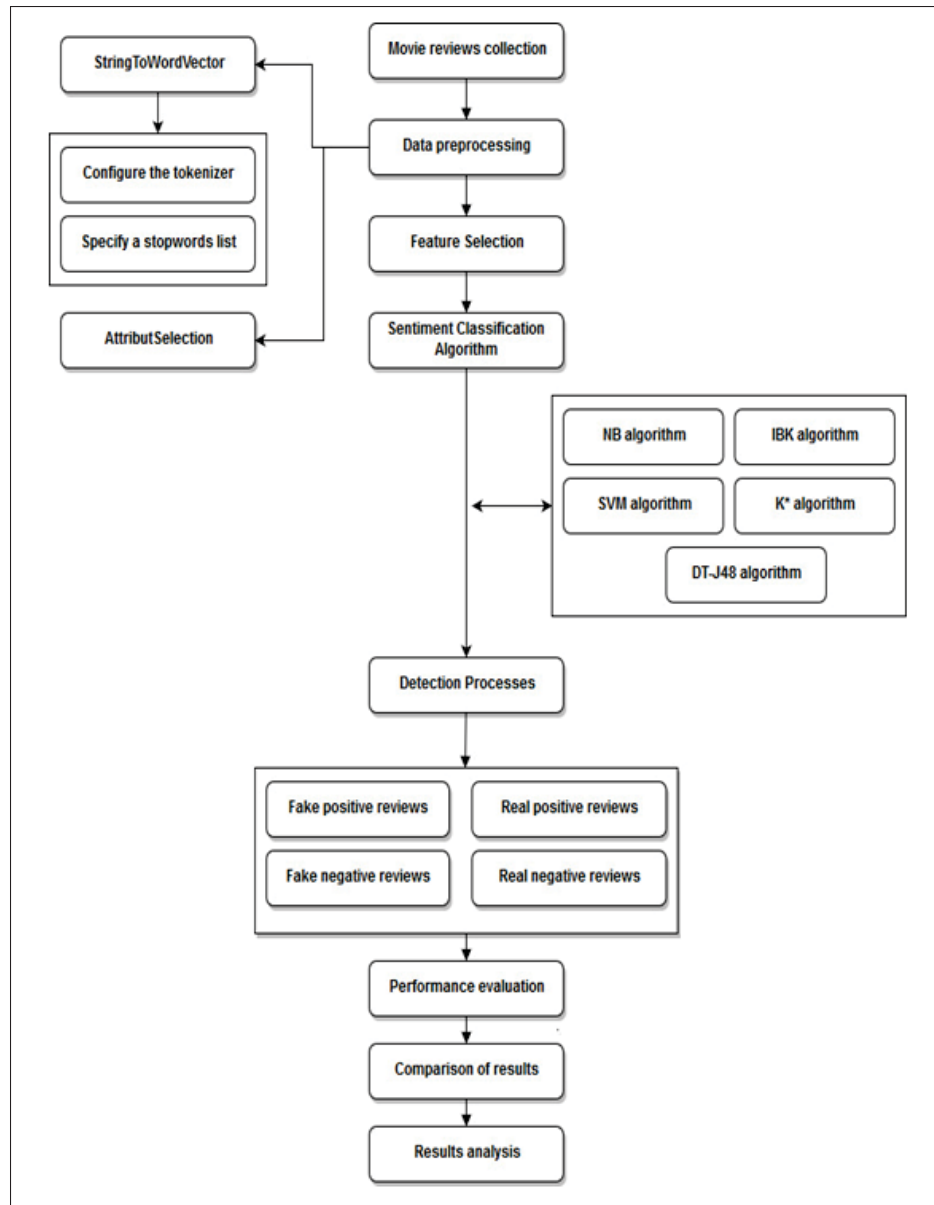 Movie reviews collection
StringToWordVector
Data preprocessing
Configure the tokenizer
Specify a stopwords list
Feature Selection
AttributSelection
Sentiment Classification
Algorithm
NB algorithm
IBK algorithm
SVM algorithm
K* algorithm
DT-J48 algorithm
Detection Processes
Fake positive reviews
Real positive reviews
Fake negative reviews
Real negative reviews
Performance evaluation
Comparison of results
Results analysis